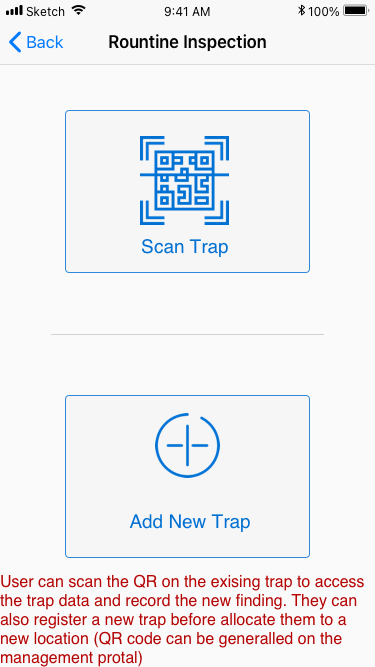 Sketch 9:41 AM 100%
Back Rountine Inspection
Scan Trap
Add New Trap
User can scan the QR on the exising trap to access
the trap data and record the new finding. They can
also register a new trap before allocate them to a
new location (QR code can be generalled on the
management protal)